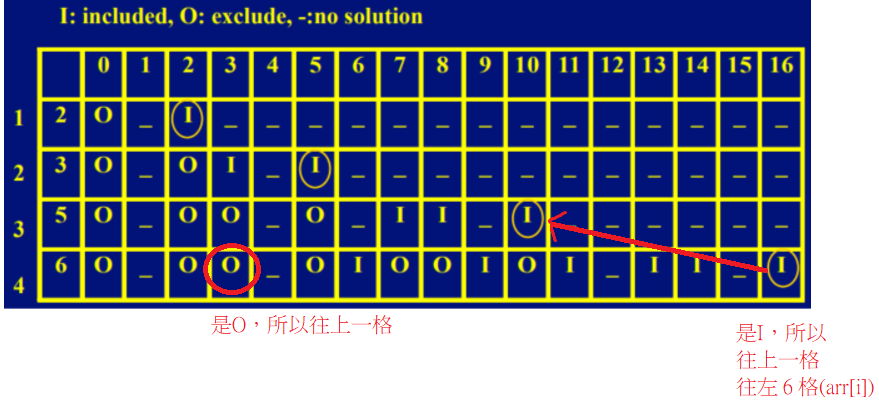 I: included, O: exclude, -:no solution
0 1 2 3 4 5 6 7 8 9 10 11 12 13 14 15 16
1 2 O _ I _ _ _ _ _ _ _ _ _ _ _ _ _ _
2 3 O _ O I _ I _ _ _ _ _ _ _ _ _ _ _
3 5 O _ O O _ O _ I I _ I _ _ _ _ _ _
4 6 O _ O O _ O I O O I O I _ I I _ I
是O，所以往上一格
是I，所以
往上一格
往左 6 格(arr[i])